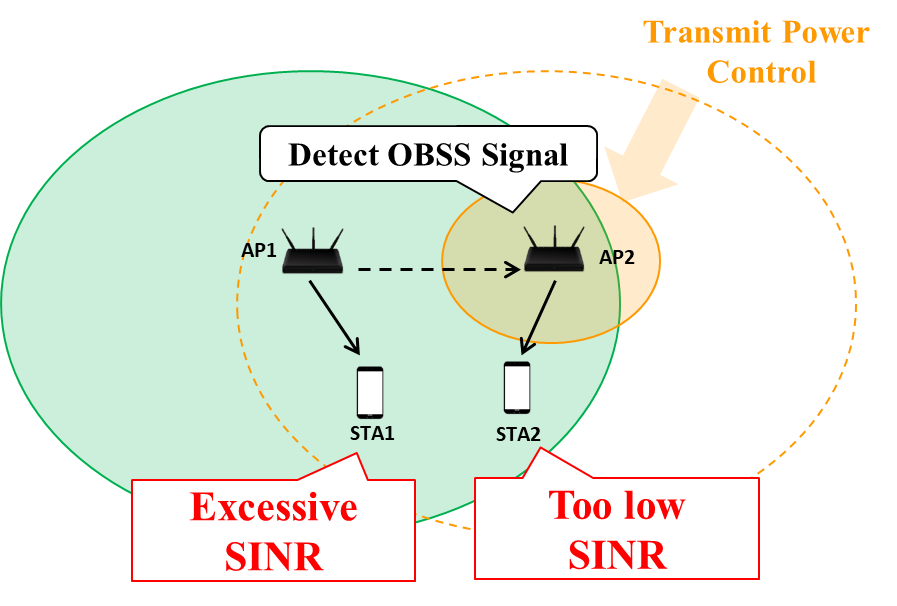 Transmit Power
Control
Detect OBSS Signal
AP1
AP2
STA1
STA2
Excessive
SINR
Too low
SINR